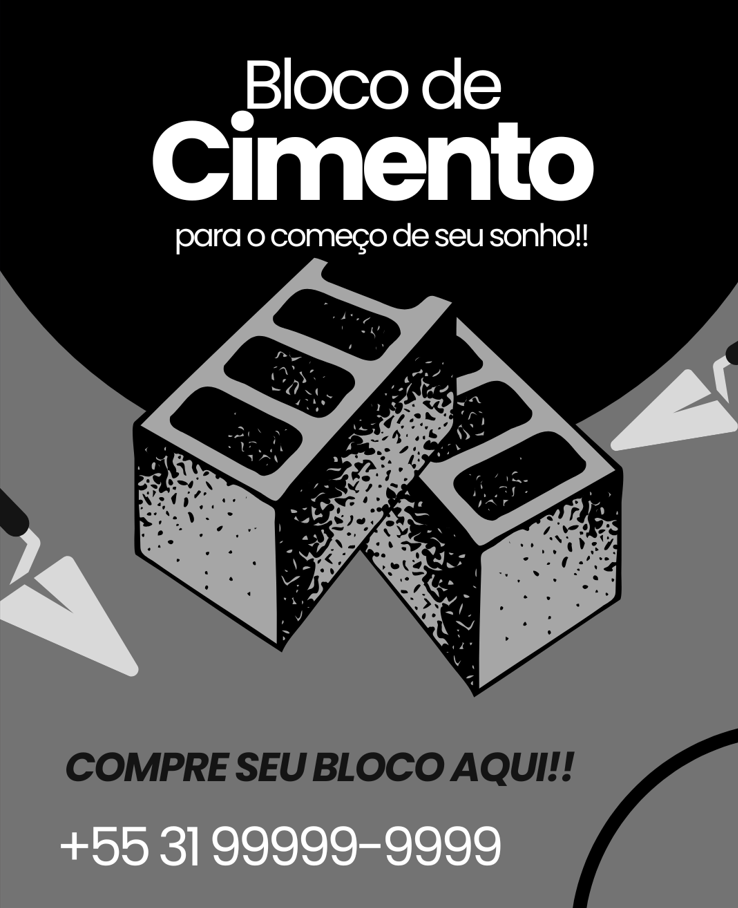 Bloco de
Cimento
para o começo de seu sonho!!
COMPRE SEU BLOCO AQUI!!
+55 31 99999-9999